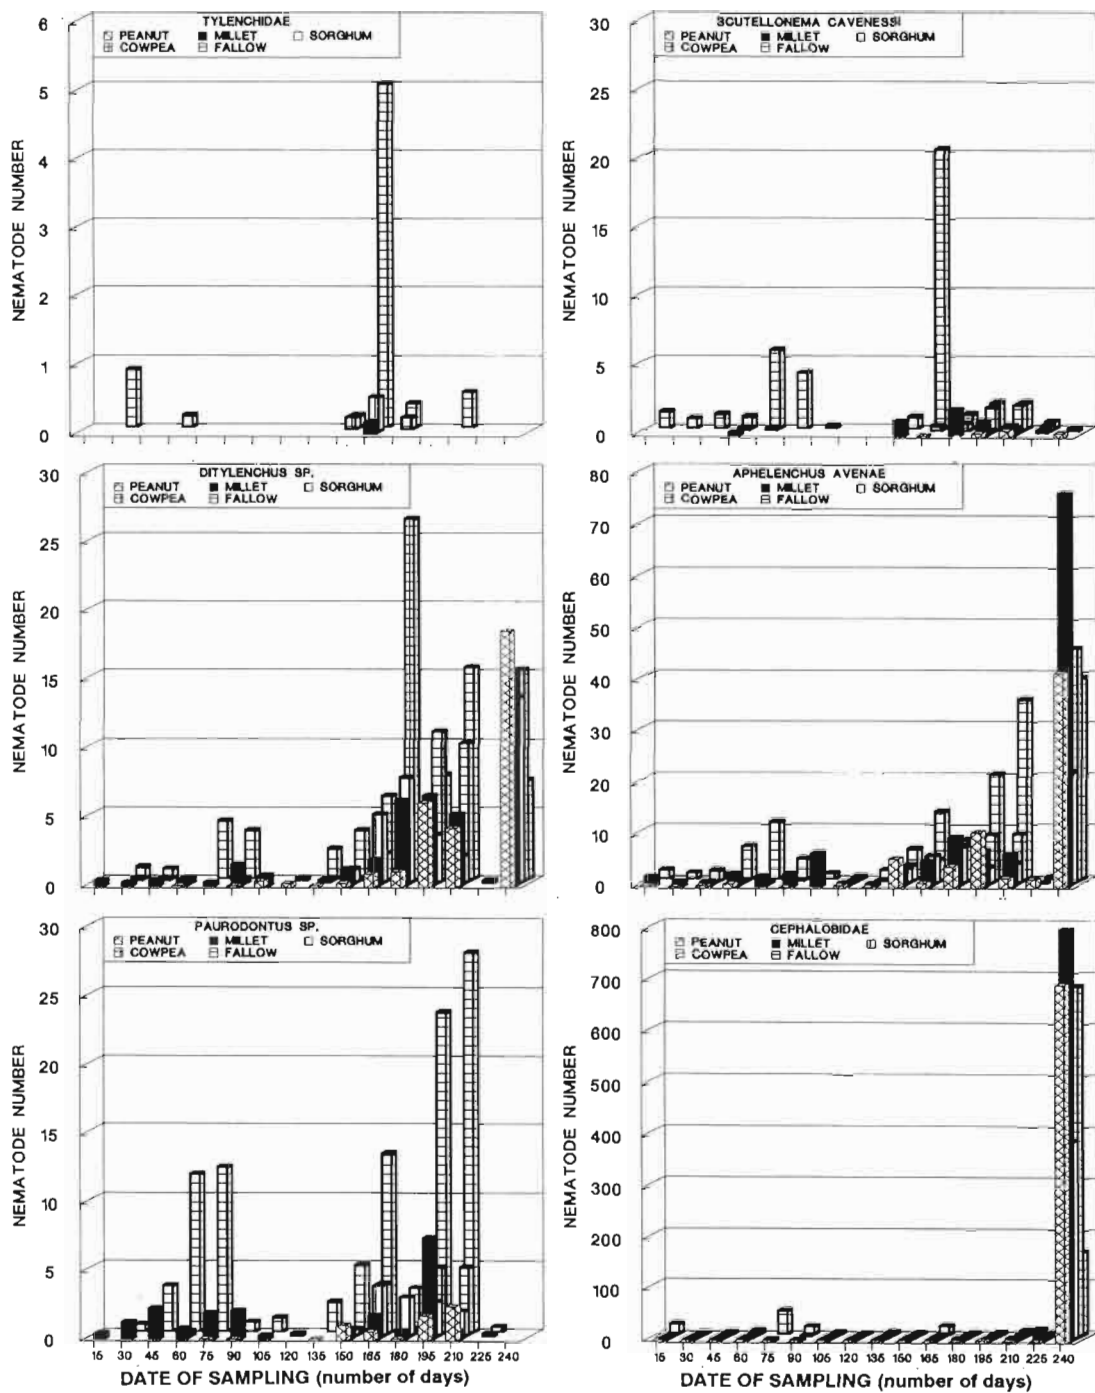 TYLENCHIDAE
PEANUT MILLET SORGHUM
COWPEA FALLOW
6
5
4
3
2
1
0
NEMATODE NUMBER
SCUTELLONEMA CAVENESSI
PEANUT MILLET SORGHUM
COWPEA FALLOW
30
25
20
15
10
5
0
NEMATODE NUMBER
DITYLENCHUS SP.
PEANUT MILLET SORGHUM
COWPEA FALLOW
30
25
20
15
10
5
0
NEMATODE NUMBER
APHELENCHUS AVENAE
PEANUT MILLET SORGHUM
COWPEA FALLOW
80
70
60
50
40
30
20
10
0
NEMATODE NUMBER
PAURODONTUS SP.
PEANUT MILLET SORGHUM
COWPEA FALLOW
30
25
20
15
10
5
0
NEMATODE NUMBER
15 30 45 60 75 90 105 120 135 150 165 180 195 210 225 240
DATE OF SAMPLING (number of days)
CEPHALOBIDAE
PEANUT MILLET SORGHUM
COWPEA FALLOW
800
700
600
500
400
300
200
100
0
NEMATODE NUMBER
15 30 45 60 75 90 105 120 135 150 165 180 195 210 225 240
DATE OF SAMPLING (number of days)